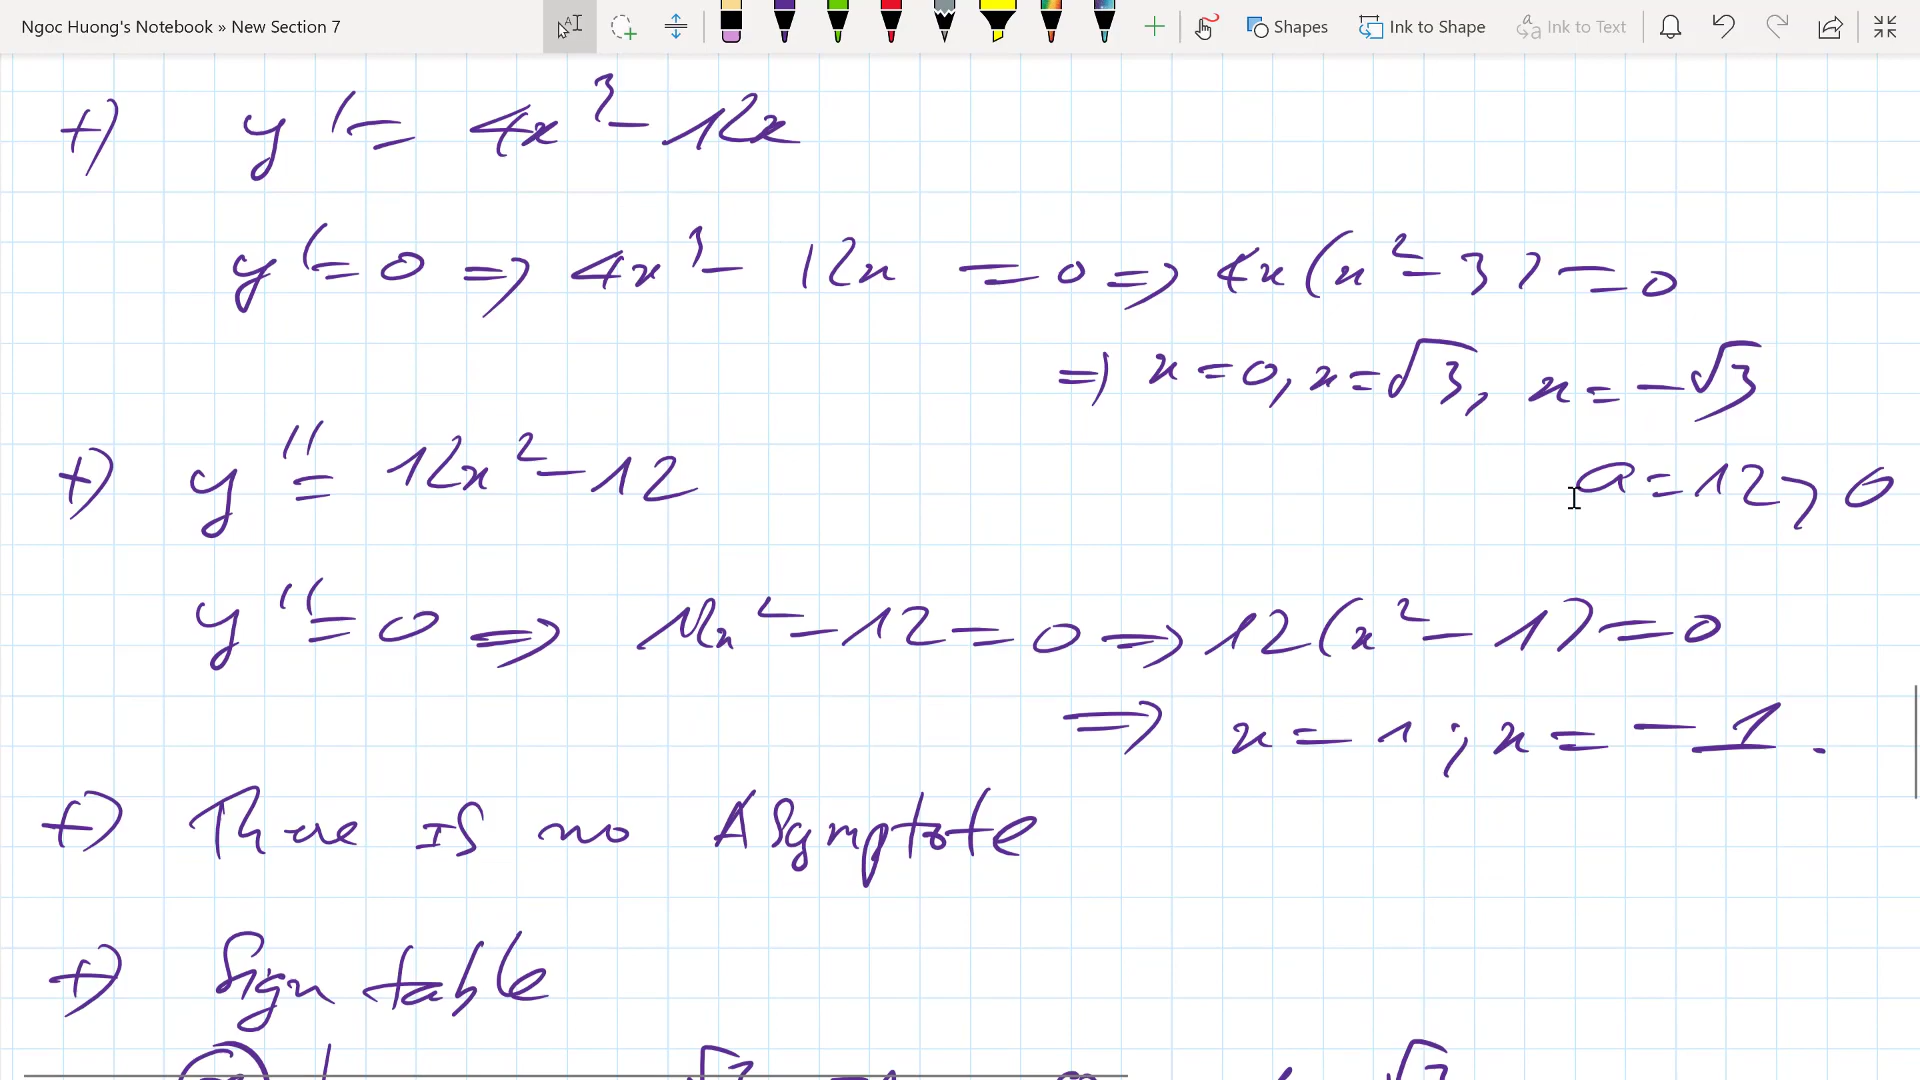 Ngoc Huong's Notebook » New Section 7
Shapes Ink to Shape Ink to Text
+) y' = 4x³ - 12x
y' = 0 => 4x³ - 12x = 0 => 4x(x² - 3) = 0
=> x = 0, x = √3, x = -√3
+) y'' = 12x² - 12
a = 12 > 0
y'' = 0 => 12x² - 12 = 0 => 12(x² - 1) = 0
=> x = 1 ; x = -1.
+) There is no Asymptote
+) Sign table